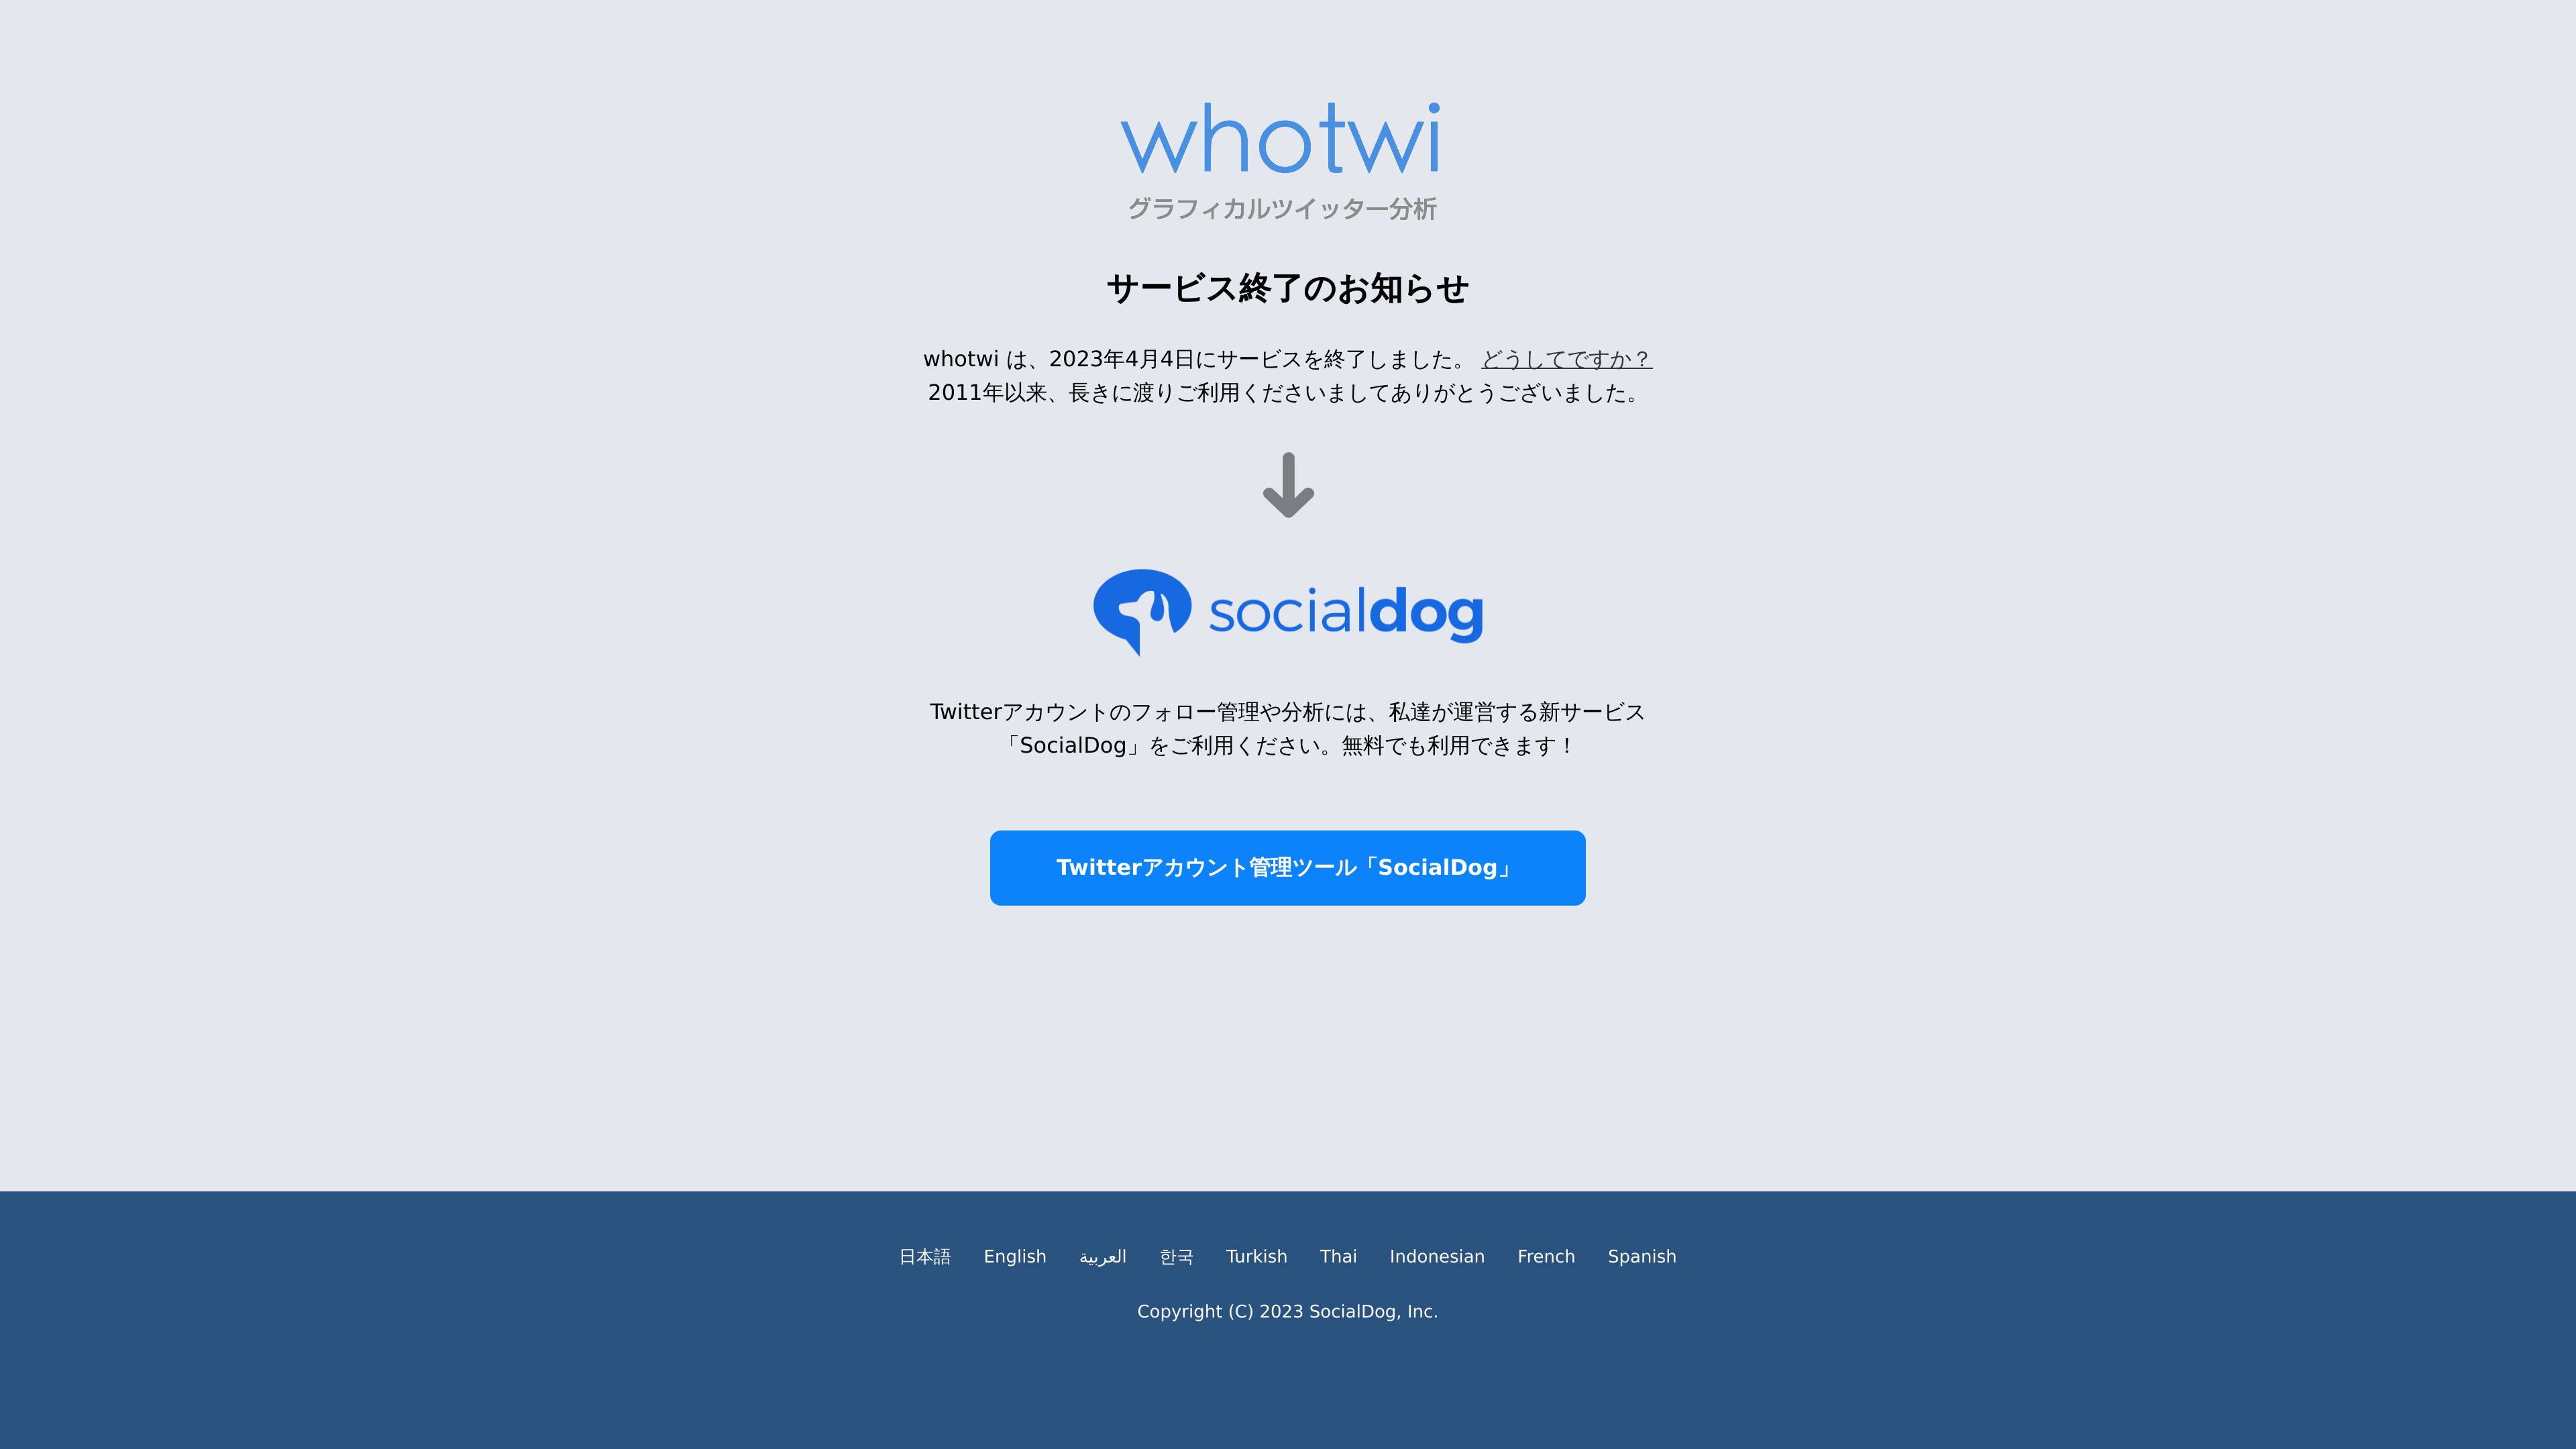 whotwi
グラフィカルツイッター分析
サービス終了のお知らせ
whotwi は、2023年4月4日にサービスを終了しました。 どうしてですか？
2011年以来、長きに渡りご利用くださいましてありがとうございました。
socialdog
Twitterアカウントのフォロー管理や分析には、私達が運営する新サービス
「SocialDog」をご利用ください。無料でも利用できます！
Twitterアカウント管理ツール「SocialDog」
日本語 English العربية 한국 Turkish Thai Indonesian French Spanish
Copyright (C) 2023 SocialDog, Inc.